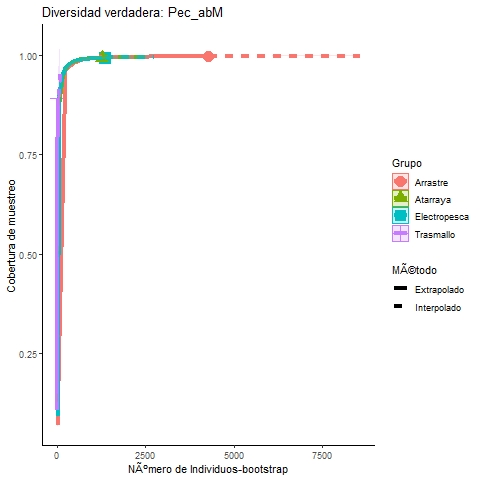 Diversidad verdadera: Pec_abM
1.00
0.75
0.50
0.25
Cobertura de muestreo
0
2500
5000
7500
NÃºmero de Individuos-bootstrap
Grupo
Arrastre
Atarraya
Electropesca
Trasmallo
MÃ©todo
Extrapolado
Interpolado